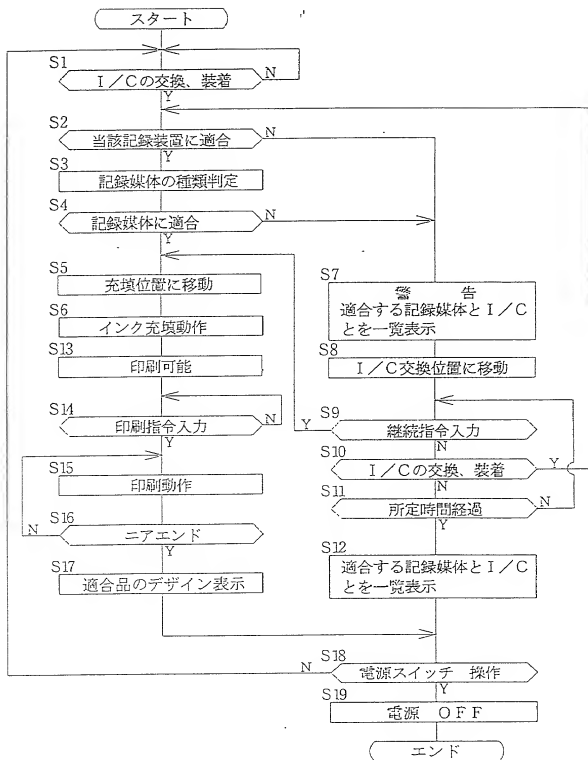 スタート
S1
I/Cの交換、装着
N
Y
S2
当該記録装置に適合
N
Y
S3
記録媒体の種類判定
S4
記録媒体に適合
N
Y
S5
充填位置に移動
S6
インク充填動作
S13
印刷可能
S14
印刷指令入力
N
Y
S15
印刷動作
S16
N
ニアエンド
Y
S17
適合品のデザイン表示
S7
警 告
適合する記録媒体とI/C
とを一覧表示
S8
I/C交換位置に移動
S9
Y
継続指令入力
N
S10
I/Cの交換、装着
Y
N
S11
所定時間経過
N
Y
S12
適合する記録媒体とI/C
とを一覧表示
S18
N
電源スイッチ 操作
Y
S19
電源 OFF
エンド